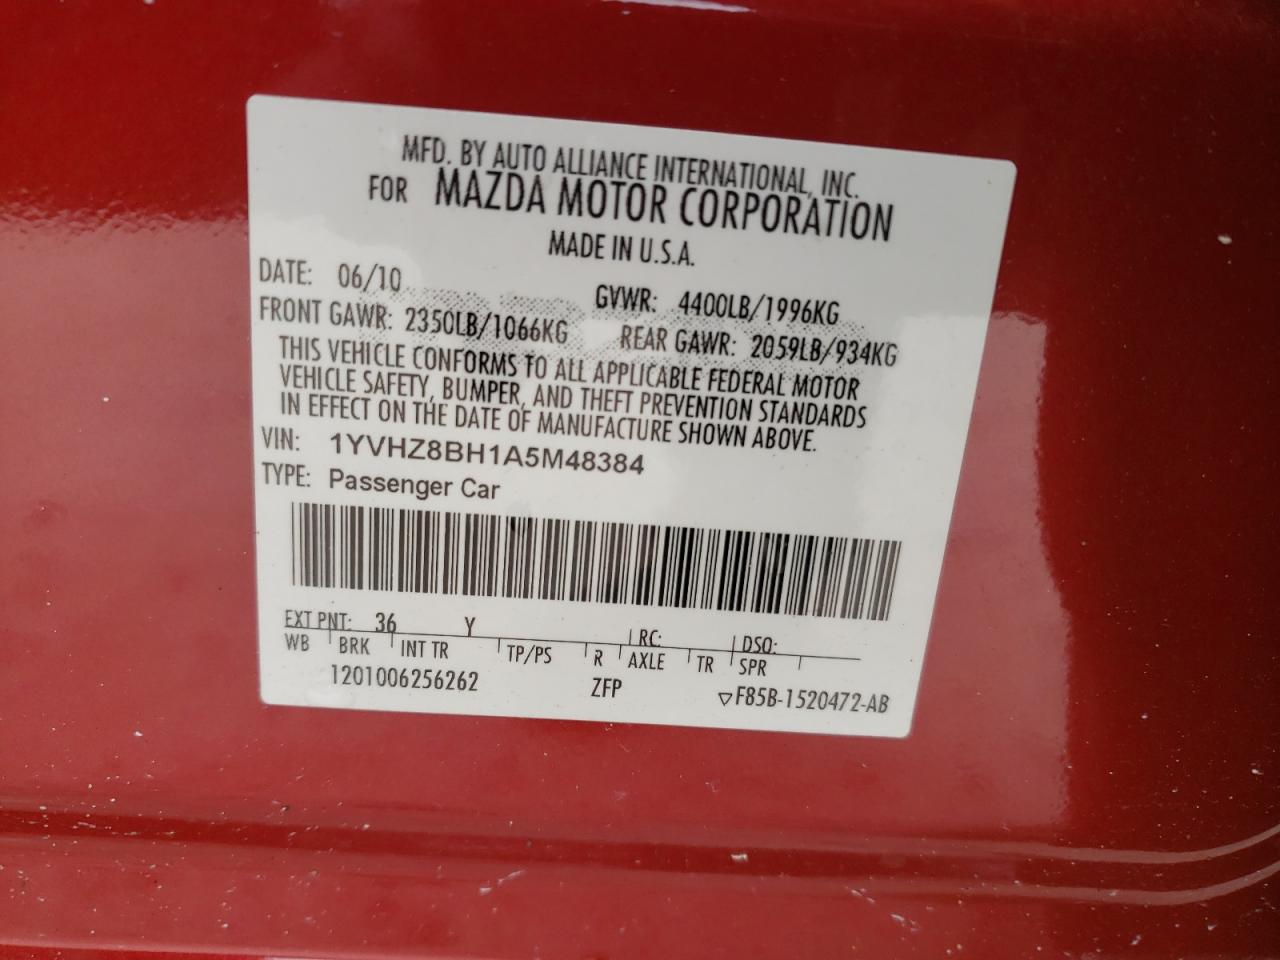 MFD. BY AUTO ALLIANCE INTERNATIONAL, INC.
FOR MAZDA MOTOR CORPORATION
MADE IN U.S.A.
DATE: 06/10 GVWR: 4400LB/1996KG
FRONT GAWR: 2350LB/1066KG REAR GAWR: 2059LB/934KG
THIS VEHICLE CONFORMS TO ALL APPLICABLE FEDERAL MOTOR
VEHICLE SAFETY, BUMPER, AND THEFT PREVENTION STANDARDS
IN EFFECT ON THE DATE OF MANUFACTURE SHOWN ABOVE.
VIN: 1YVHZ8BH1A5M48384
TYPE: Passenger Car
EXT PNT: 36 Y RC: DSO:
WB BRK INT TR TP/PS R AXLE TR SPR
1201006256262 ZFP ▽F85B-1520472-AB